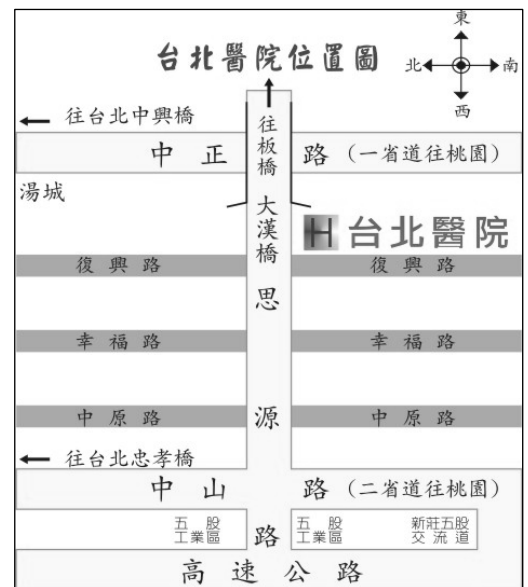 台北醫院位置圖
東
北
南
西
往台北中興橋
往板橋
中正路（一省道往桃園）
湯城
大漢橋
H 台北醫院
復興路
復興路
思源路
幸福路
幸福路
中原路
中原路
往台北忠孝橋
中山路（二省道往桃園）
五股
工業區
五股
工業區
新莊五股
交流道
高速公路